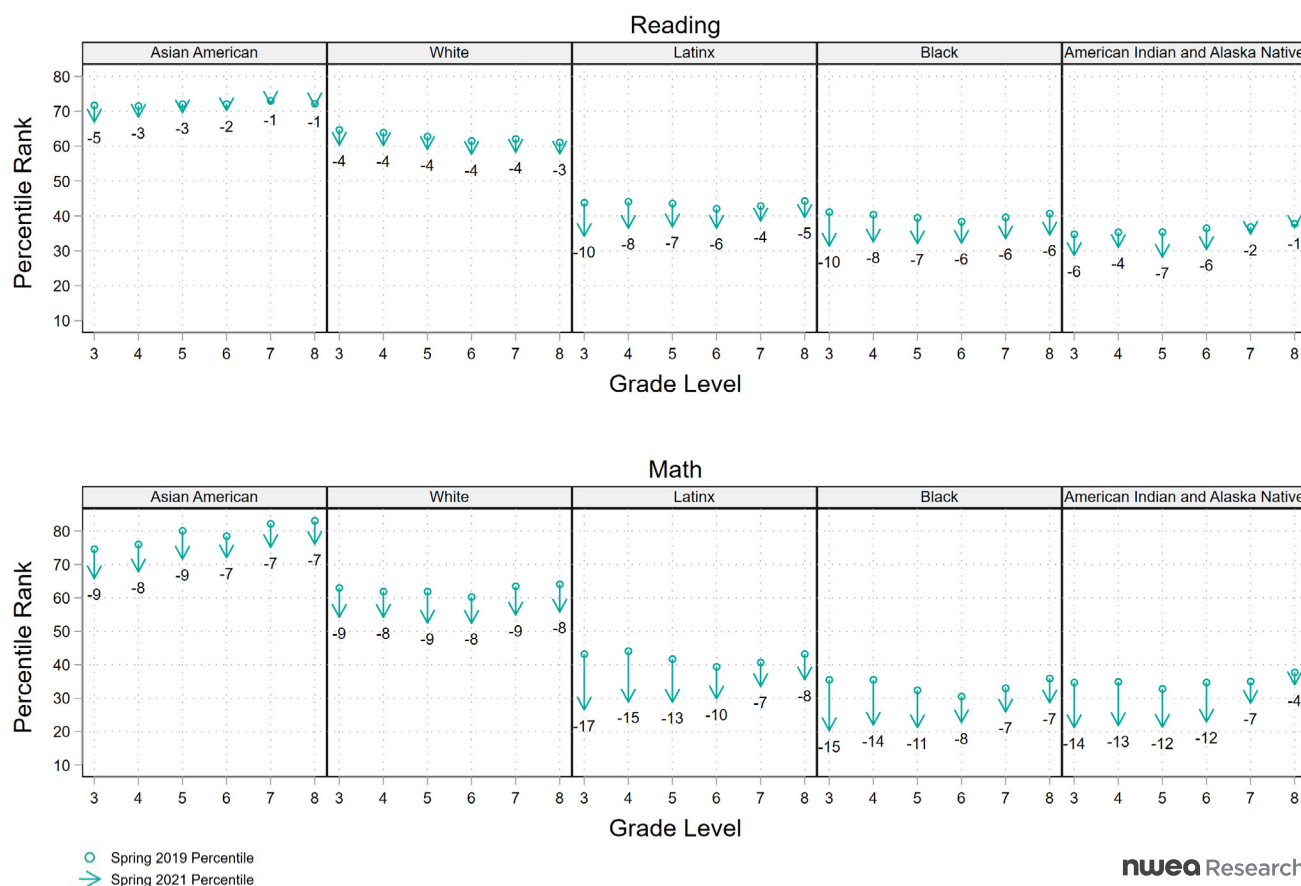 Reading
Asian American White Latinx Black American Indian and Alaska Native
Percentile Rank
80
70
60
50
40
30
20
10
-5 -3 -3 -2 -1 -1
-4 -4 -4 -4 -4 -3
-10 -8 -7 -6 -4 -5
-10 -8 -7 -6 -6 -6
-6 -4 -7 -6 -2 -1
3 4 5 6 7 8 3 4 5 6 7 8 3 4 5 6 7 8 3 4 5 6 7 8 3 4 5 6 7 8
Grade Level
Math
Asian American White Latinx Black American Indian and Alaska Native
Percentile Rank
80
70
60
50
40
30
20
10
-9 -8 -9 -7 -7 -7
-9 -8 -9 -8 -9 -8
-17 -15 -13 -10 -7 -8
-15 -14 -11 -8 -7 -7
-14 -13 -12 -12 -7 -4
3 4 5 6 7 8 3 4 5 6 7 8 3 4 5 6 7 8 3 4 5 6 7 8 3 4 5 6 7 8
Grade Level
Spring 2019 Percentile
Spring 2021 Percentile
nwea Research